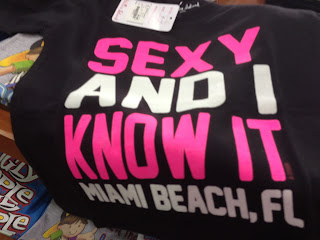 SEXY
AND I
KNOW IT
MIAMI BEACH, FL